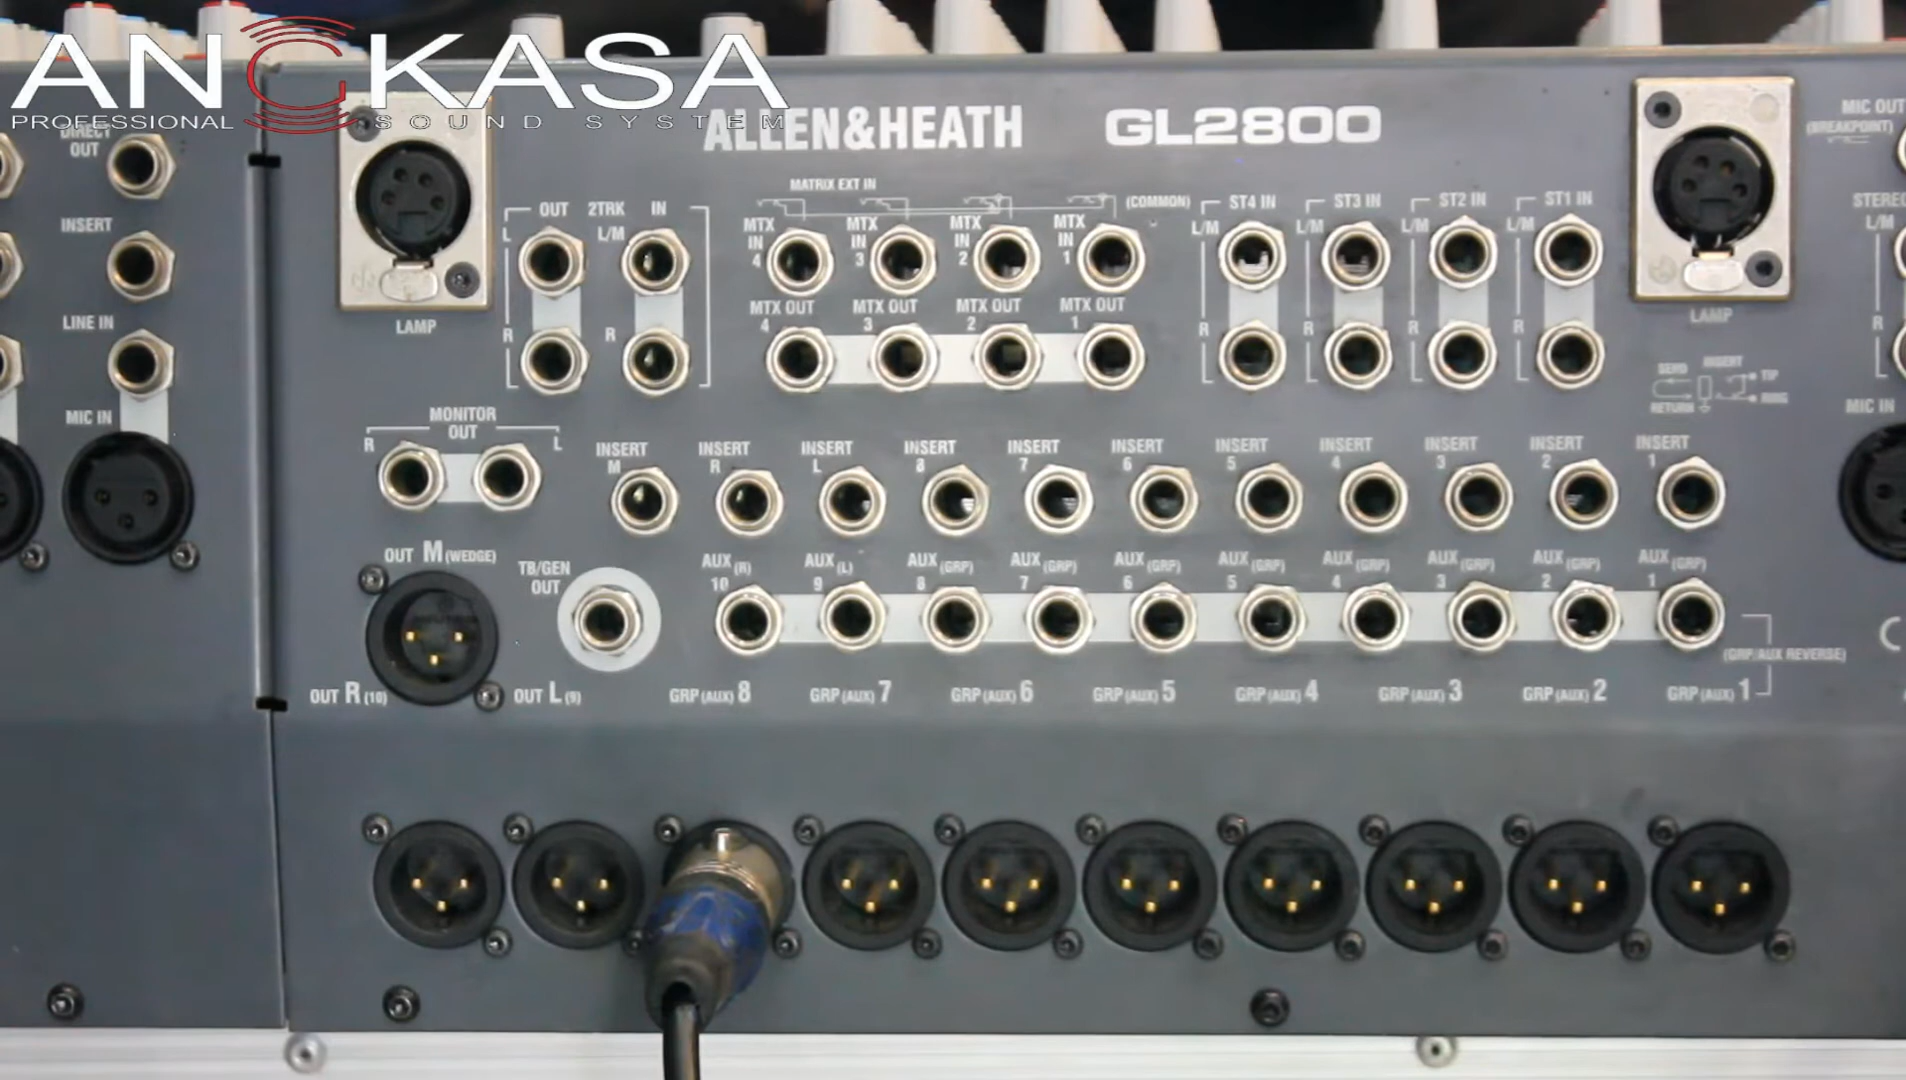 ANGKASA
PROFESSIONAL SOUND SYSTEM
ALLEN&HEATH GL2800
DIRECT OUT
INSERT
LINE IN
MIC IN
LAMP
OUT 2TRK IN
L L/M
R R
MATRIX EXT IN
(COMMON)
MTX IN 4 MTX IN 3 MTX IN 2 MTX IN 1
MTX OUT 4 MTX OUT 3 MTX OUT 2 MTX OUT 1
ST4 IN ST3 IN ST2 IN ST1 IN
L/M L/M L/M L/M
R R R R
LAMP
SEND INSERT TIP
RETURN RING
MIC OUT
(BREAKPOINT)
STEREO
L/M
R
MIC IN
MONITOR
R OUT L
INSERT M INSERT R INSERT L INSERT 8 INSERT 7 INSERT 6 INSERT 5 INSERT 4 INSERT 3 INSERT 2 INSERT 1
OUT M (WEDGE)
TB/GEN OUT
AUX (R) 10 AUX (L) 9 AUX (GRP) 8 AUX (GRP) 7 AUX (GRP) 6 AUX (GRP) 5 AUX (GRP) 4 AUX (GRP) 3 AUX (GRP) 2 AUX (GRP) 1
(GRP/AUX REVERSE)
OUT R (10) OUT L (9) GRP (AUX) 8 GRP (AUX) 7 GRP (AUX) 6 GRP (AUX) 5 GRP (AUX) 4 GRP (AUX) 3 GRP (AUX) 2 GRP (AUX) 1